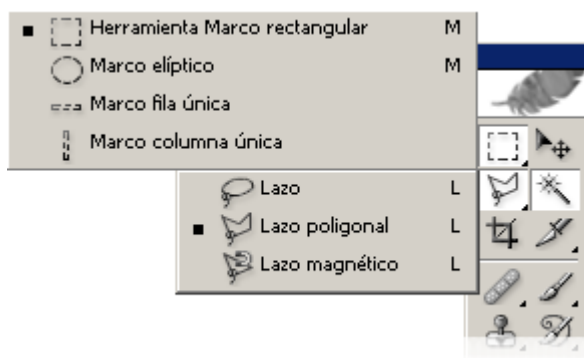 Herramienta Marco rectangular M
Marco elíptico M
Marco fila única
Marco columna única
Lazo L
Lazo poligonal L
Lazo magnético L